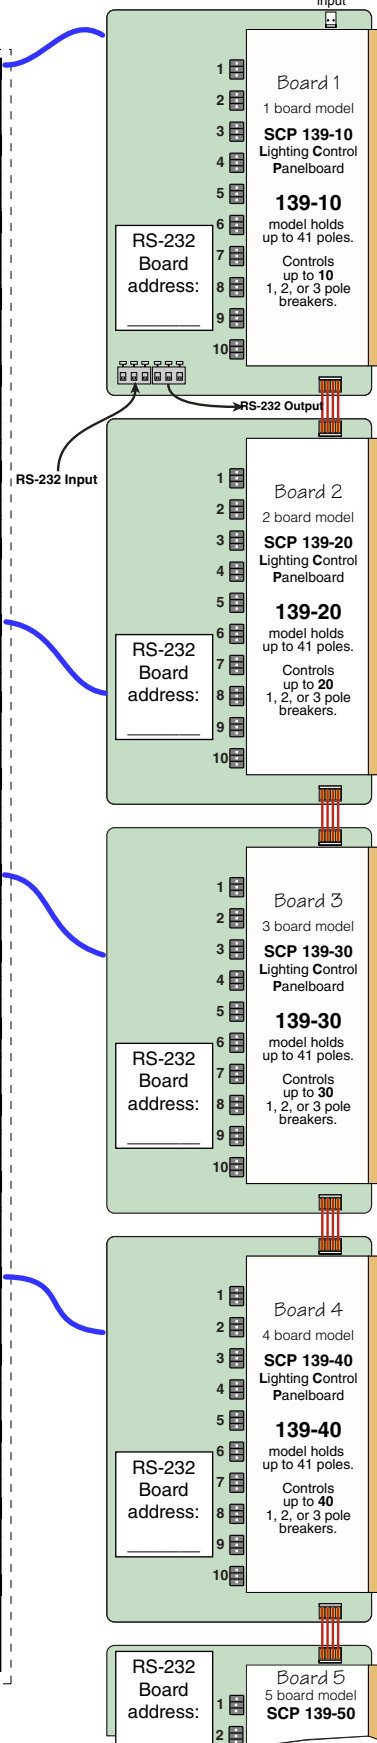 Input
Board 1
1 board model
SCP 139-10
Lighting Control
Panelboard
139-10
model holds
up to 41 poles.
Controls
up to 10
1, 2, or 3 pole
breakers.
1
2
3
4
5
6
7
8
9
10
RS-232
Board
address:
_______
RS-232 Output
RS-232 Input
Board 2
2 board model
SCP 139-20
Lighting Control
Panelboard
139-20
model holds
up to 41 poles.
Controls
up to 20
1, 2, or 3 pole
breakers.
1
2
3
4
5
6
7
8
9
10
RS-232
Board
address:
_______
Board 3
3 board model
SCP 139-30
Lighting Control
Panelboard
139-30
model holds
up to 41 poles.
Controls
up to 30
1, 2, or 3 pole
breakers.
1
2
3
4
5
6
7
8
9
10
RS-232
Board
address:
_______
Board 4
4 board model
SCP 139-40
Lighting Control
Panelboard
139-40
model holds
up to 41 poles.
Controls
up to 40
1, 2, or 3 pole
breakers.
1
2
3
4
5
6
7
8
9
10
RS-232
Board
address:
_______
Board 5
5 board model
SCP 139-50
RS-232
Board
address:
1
2